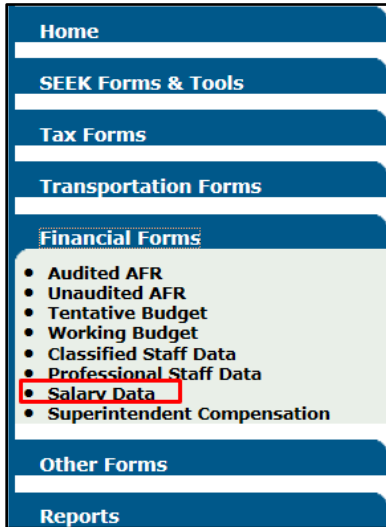 Home
SEEK Forms & Tools
Tax Forms
Transportation Forms
Financial Forms
• Audited AFR
• Unaudited AFR
• Tentative Budget
• Working Budget
• Classified Staff Data
• Professional Staff Data
• Salary Data
• Superintendent Compensation
Other Forms
Reports